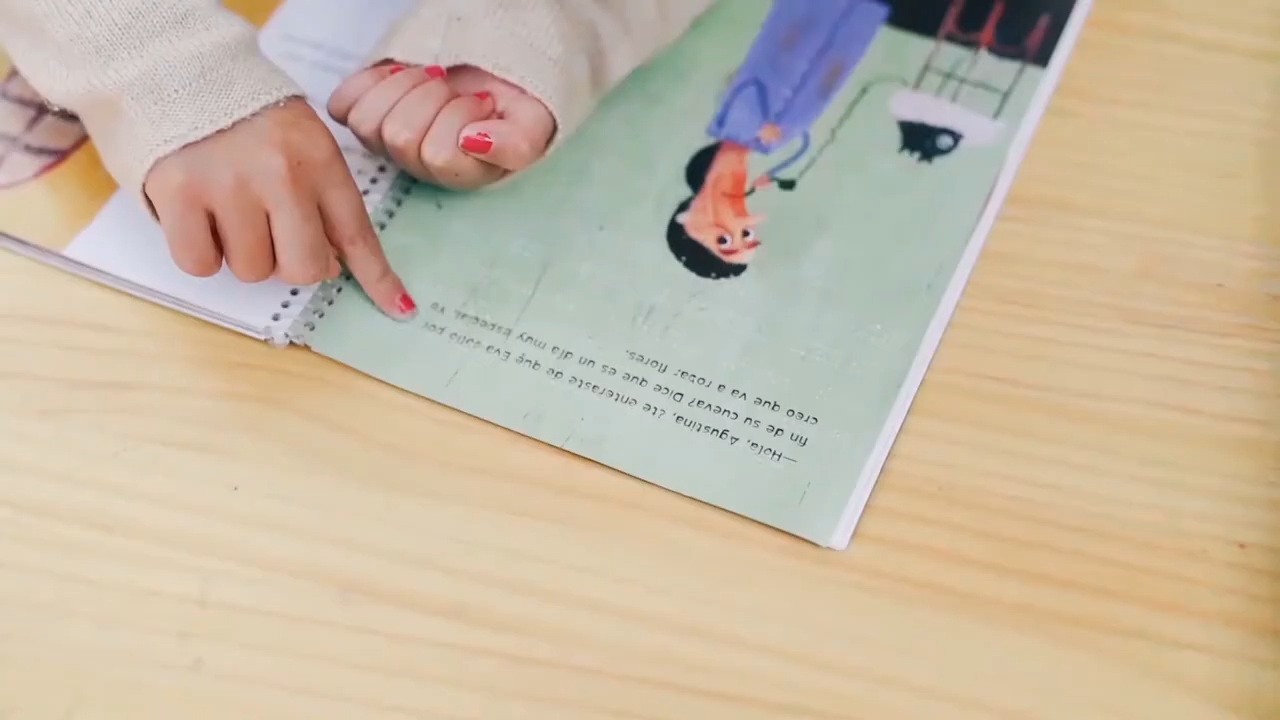 —Hola, Agustina, ¿te enteraste de que Eva salió por
fin de su cueva? Dice que es un día muy especial. Yo
creo que va a robar flores.